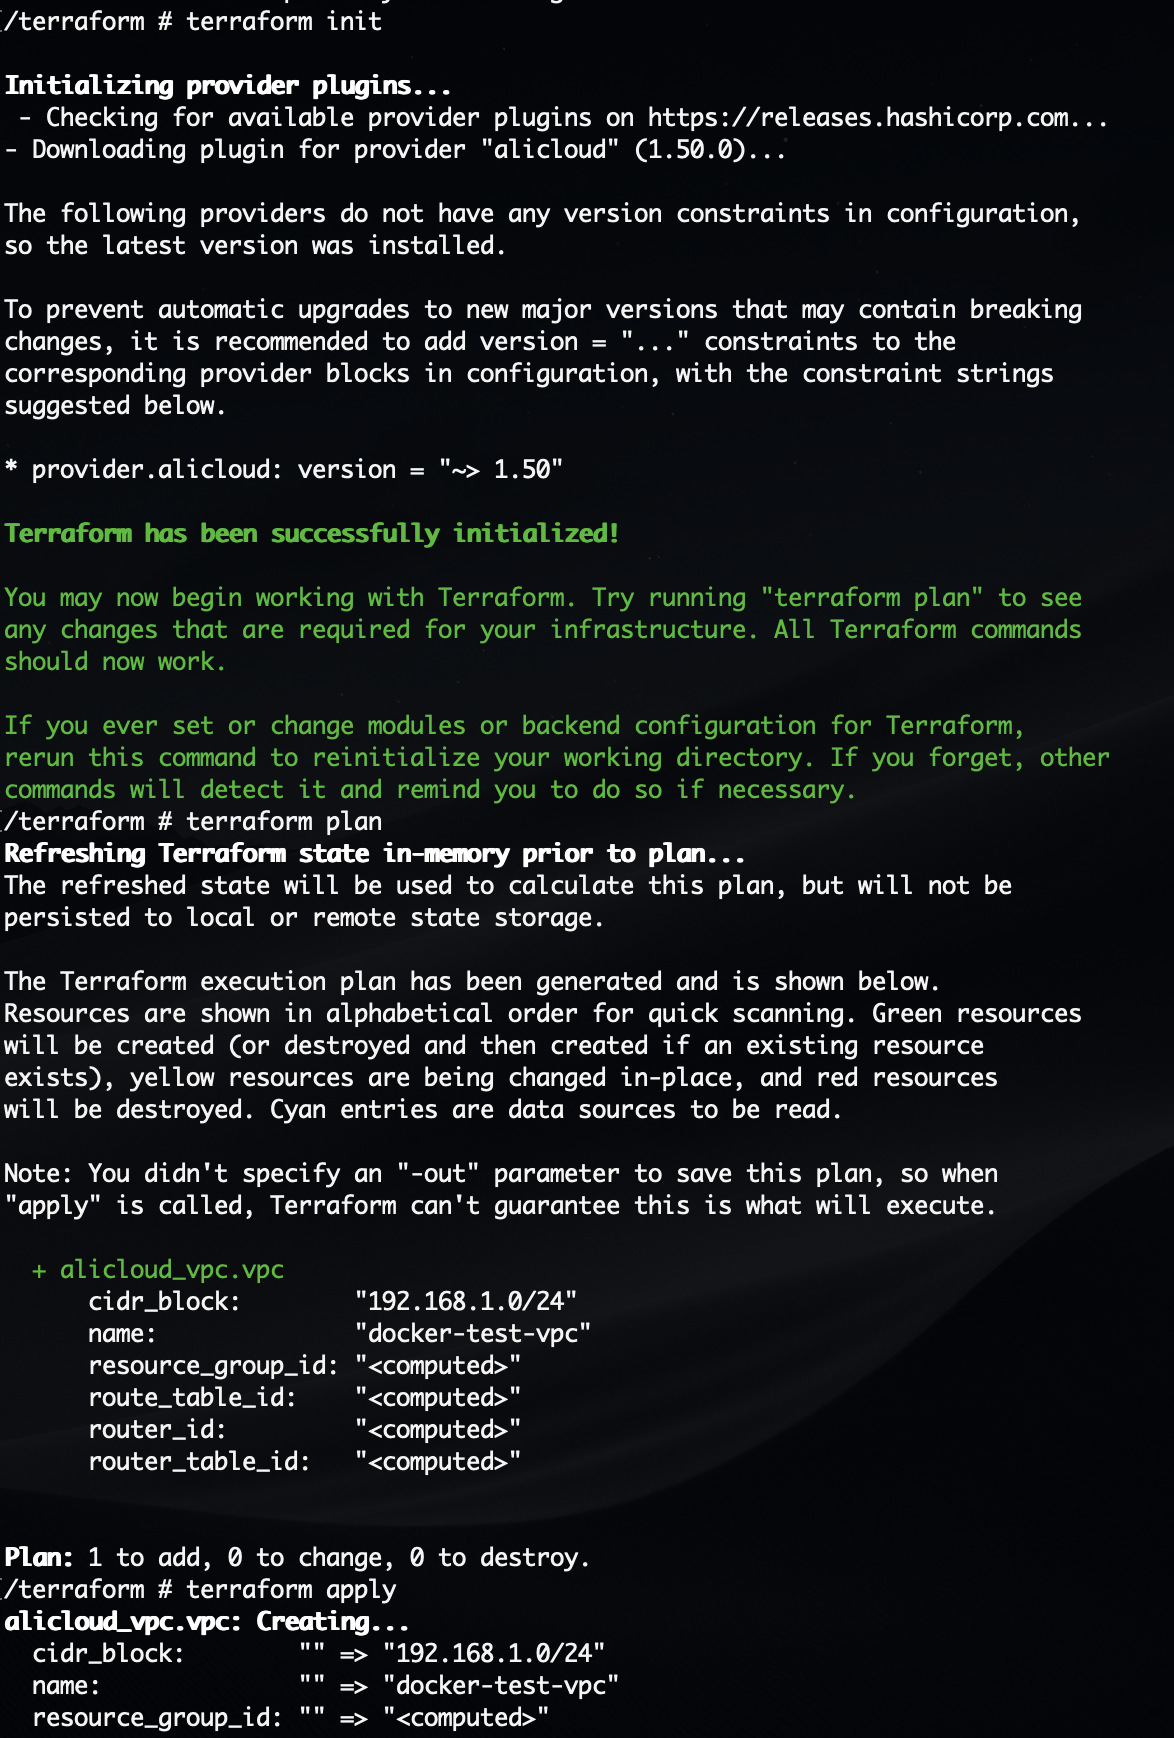 /terraform # terraform init
Initializing provider plugins...
- Checking for available provider plugins on https://releases.hashicorp.com...
- Downloading plugin for provider "alicloud" (1.50.0)...
The following providers do not have any version constraints in configuration,
so the latest version was installed.
To prevent automatic upgrades to new major versions that may contain breaking
changes, it is recommended to add version = "..." constraints to the
corresponding provider blocks in configuration, with the constraint strings
suggested below.
* provider.alicloud: version = "~> 1.50"
Terraform has been successfully initialized!
You may now begin working with Terraform. Try running "terraform plan" to see
any changes that are required for your infrastructure. All Terraform commands
should now work.
If you ever set or change modules or backend configuration for Terraform,
rerun this command to reinitialize your working directory. If you forget, other
commands will detect it and remind you to do so if necessary.
/terraform # terraform plan
Refreshing Terraform state in-memory prior to plan...
The refreshed state will be used to calculate this plan, but will not be
persisted to local or remote state storage.
The Terraform execution plan has been generated and is shown below.
Resources are shown in alphabetical order for quick scanning. Green resources
will be created (or destroyed and then created if an existing resource
exists), yellow resources are being changed in-place, and red resources
will be destroyed. Cyan entries are data sources to be read.
Note: You didn't specify an "-out" parameter to save this plan, so when
"apply" is called, Terraform can't guarantee this is what will execute.
+ alicloud_vpc.vpc
cidr_block: "192.168.1.0/24"
name: "docker-test-vpc"
resource_group_id: "<computed>"
route_table_id: "<computed>"
router_id: "<computed>"
router_table_id: "<computed>"
Plan: 1 to add, 0 to change, 0 to destroy.
/terraform # terraform apply
alicloud_vpc.vpc: Creating...
cidr_block: "" => "192.168.1.0/24"
name: "" => "docker-test-vpc"
resource_group_id: "" => "<computed>"